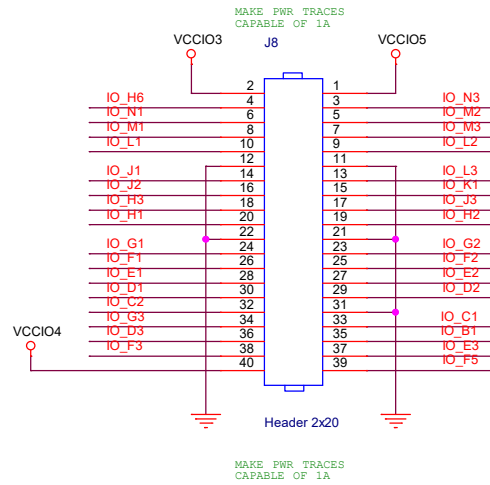 MAKE PWR TRACES
CAPABLE OF 1A
VCCIO3 J8 VCCIO5
2 1
IO_H6 4 3 IO_N3
IO_N1 6 5 IO_M2
IO_M1 8 7 IO_M3
IO_L1 10 9 IO_L2
12 11
IO_J1 14 13 IO_L3
IO_J2 16 15 IO_K1
IO_H3 18 17 IO_J3
IO_H1 20 19 IO_H2
22 21
IO_G1 24 23 IO_G2
IO_F1 26 25 IO_F2
IO_E1 28 27 IO_E2
IO_D1 30 29 IO_D2
IO_C2 32 31
IO_G3 34 33 IO_C1
VCCIO4 IO_D3 36 35 IO_B1
IO_F3 38 37 IO_E3
40 39 IO_F5
Header 2x20
MAKE PWR TRACES
CAPABLE OF 1A